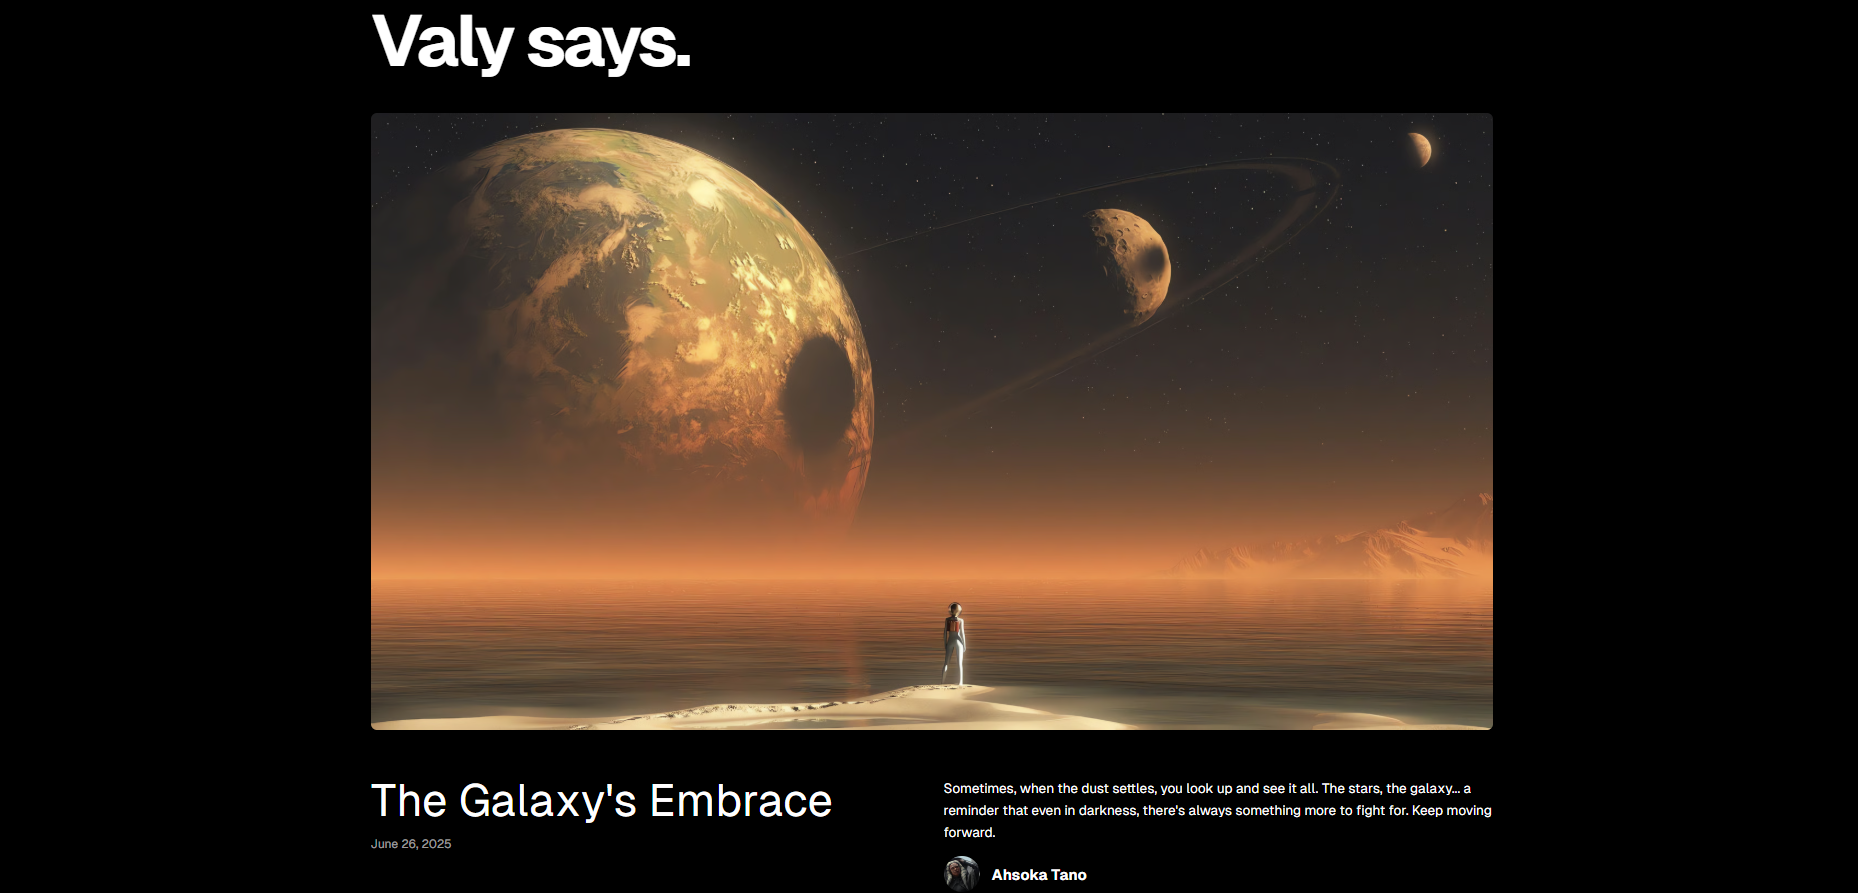 Valy says.
The Galaxy's Embrace
June 26, 2025
Sometimes, when the dust settles, you look up and see it all. The stars, the galaxy... a
reminder that even in darkness, there's always something more to fight for. Keep moving
forward.
Ahsoka Tano